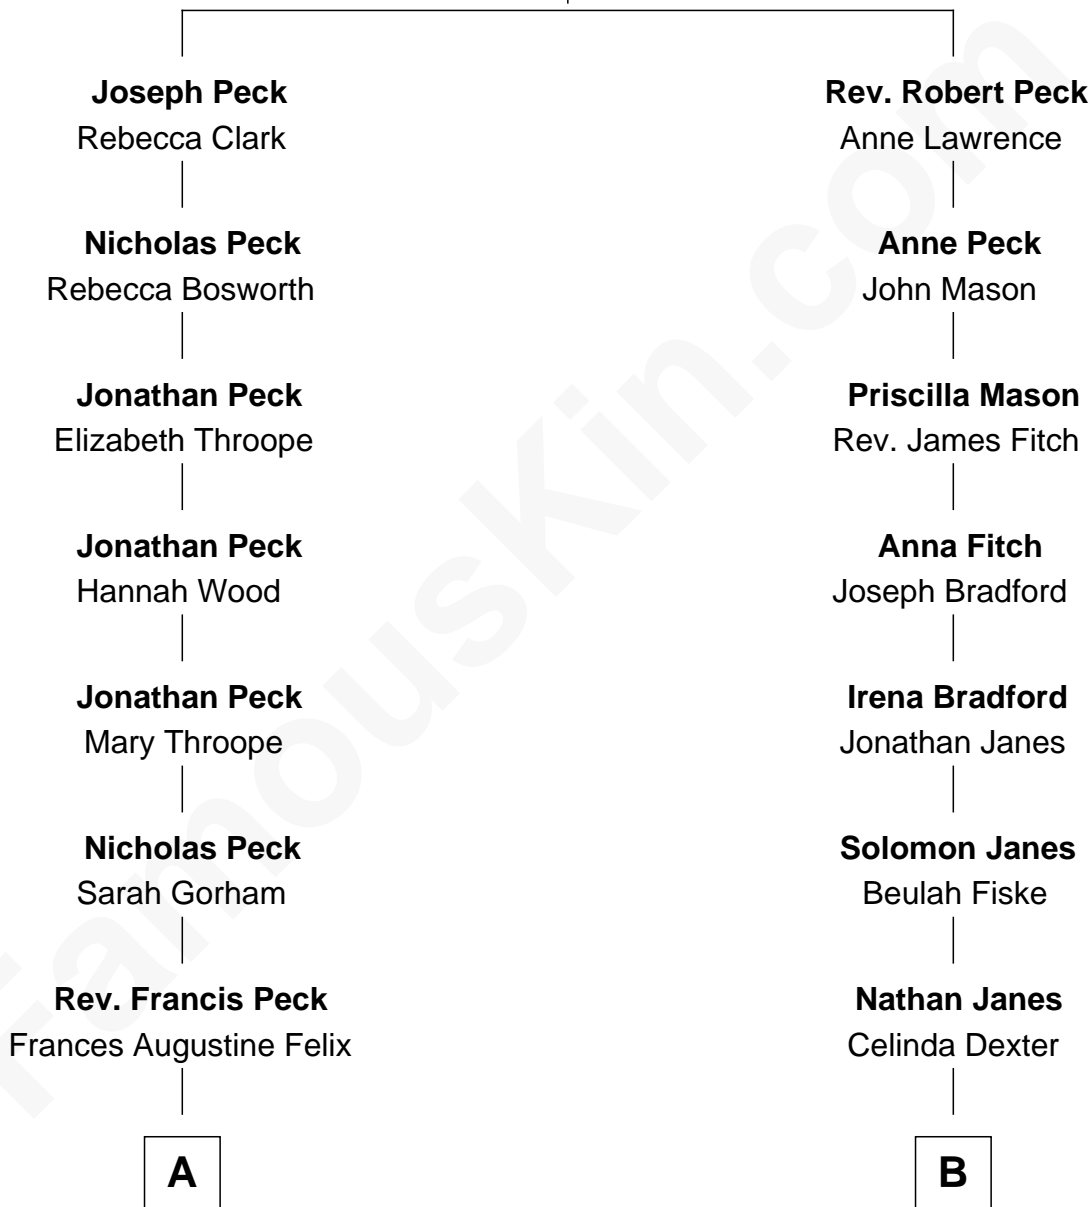 Joseph Peck
Rebecca Clark
Nicholas Peck
Rebecca Bosworth
Jonathan Peck
Elizabeth Throope
Jonathan Peck
Hannah Wood
Jonathan Peck
Mary Throope
Nicholas Peck
Sarah Gorham
Rev. Francis Peck
Frances Augustine Felix
A
Rev. Robert Peck
Anne Lawrence
Anne Peck
John Mason
Priscilla Mason
Rev. James Fitch
Anna Fitch
Joseph Bradford
Irena Bradford
Jonathan Janes
Solomon Janes
Beulah Fiske
Nathan Janes
Celinda Dexter
B
FamousKin.com